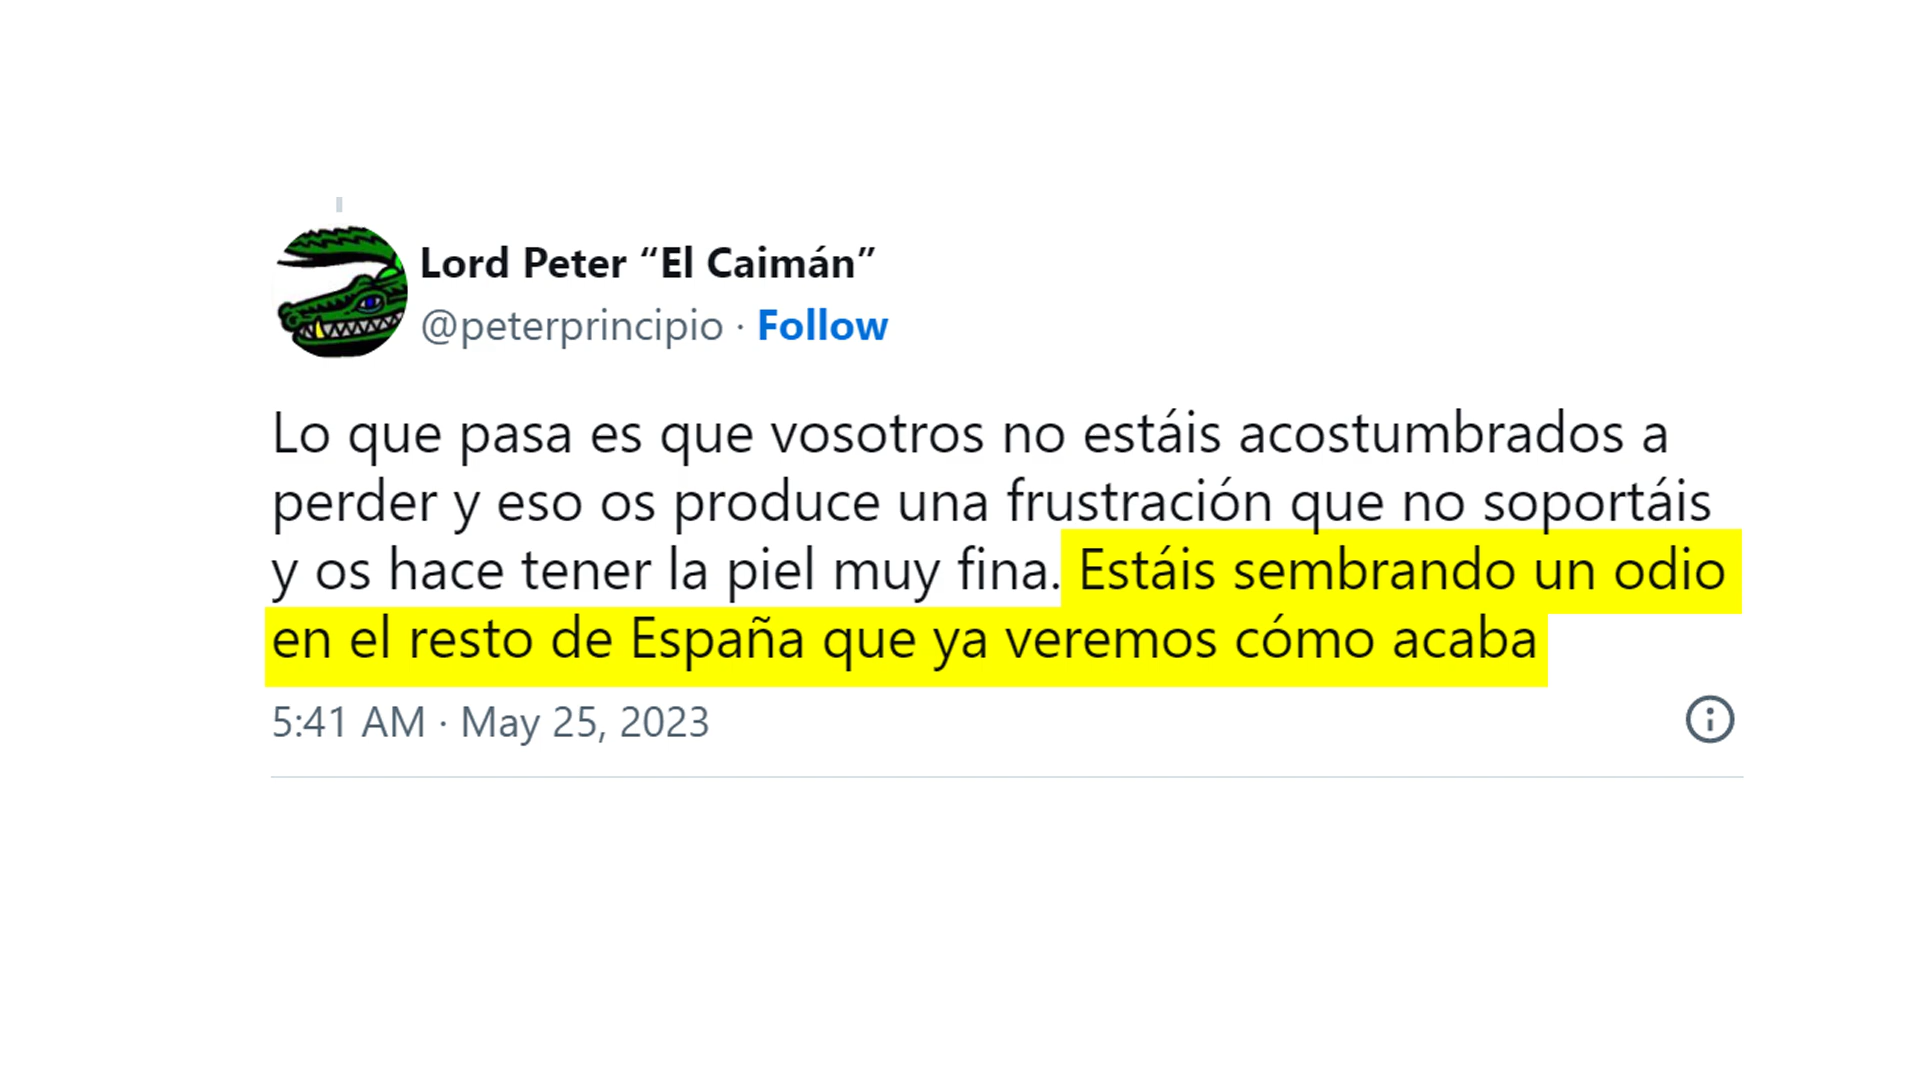 Lord Peter “El Caimán”
@peterprincipio · Follow
Lo que pasa es que vosotros no estáis acostumbrados a
perder y eso os produce una frustración que no soportáis
y os hace tener la piel muy fina. Estáis sembrando un odio
en el resto de España que ya veremos cómo acaba
5:41 AM · May 25, 2023